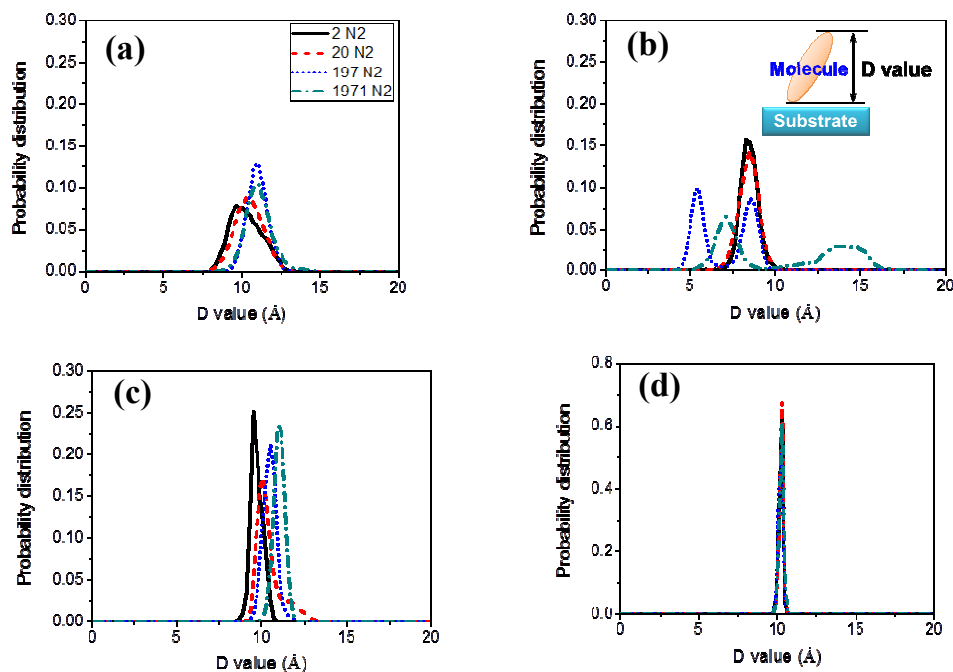 (a)
2 N2
20 N2
197 N2
1971 N2
0.30
0.25
0.20
0.15
0.10
0.05
0.00
Probability distribution
0 5 10 15 20
D value (Å)
(b)
Molecule
D value
Substrate
0.30
0.25
0.20
0.15
0.10
0.05
0.00
Probability distribution
0 5 10 15 20
D value (Å)
(c)
0.30
0.25
0.20
0.15
0.10
0.05
0.00
Probability distribution
0 5 10 15 20
D value (Å)
(d)
0.8
0.6
0.4
0.2
0.0
Probability distribution
0 5 10 15 20
D value (Å)